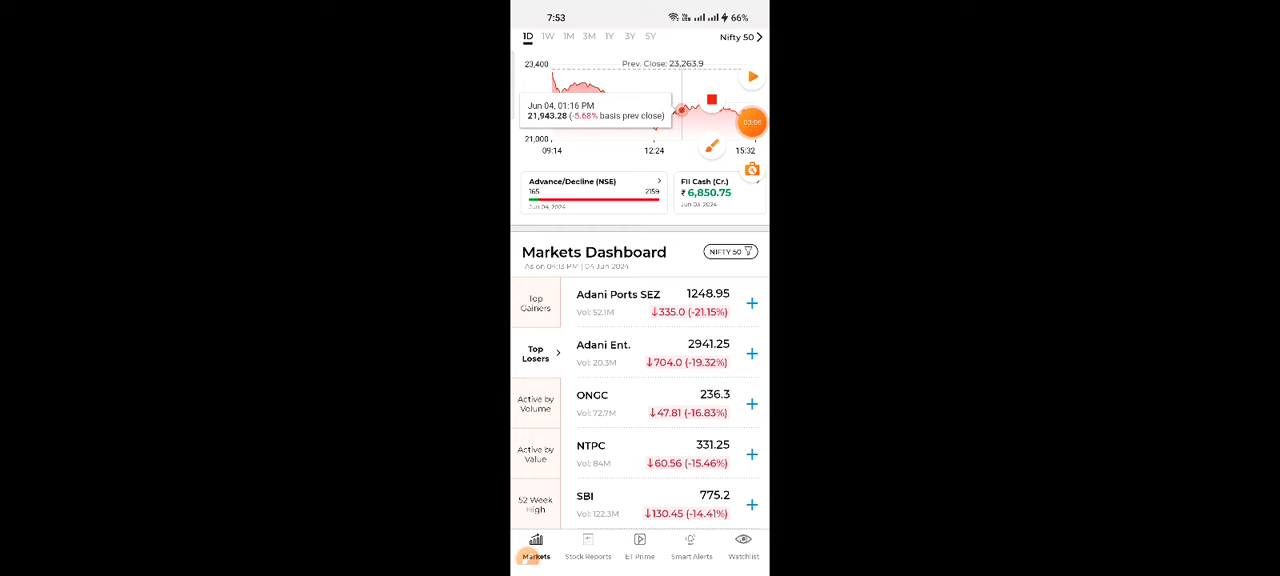 7:53
66%
1D 1W 1M 3M 1Y 3Y 5Y Nifty 50
23,400
Prev. Close: 23,263.9
Jun 04, 01:16 PM
21,943.28 (-5.68% basis prev close)
03:06
21,000
09:14 12:24 15:32
Advance/Decline (NSE)
165 2159
Jun 04, 2024
FII Cash (Cr.)
₹ 6,850.75
Jun 03, 2024
Markets Dashboard
NIFTY 50
As on 04:13 PM | 04 Jun 2024
Top
Gainers
Adani Ports SEZ 1248.95
Vol: 52.1M ↓335.0 (-21.15%)
Top
Losers
Adani Ent. 2941.25
Vol: 20.3M ↓704.0 (-19.32%)
Active by
Volume
ONGC 236.3
Vol: 72.7M ↓47.81 (-16.83%)
Active by
Value
NTPC 331.25
Vol: 84M ↓60.56 (-15.46%)
52 Week
High
SBI 775.2
Vol: 122.3M ↓130.45 (-14.41%)
Markets Stock Reports ET Prime Smart Alerts Watchlist